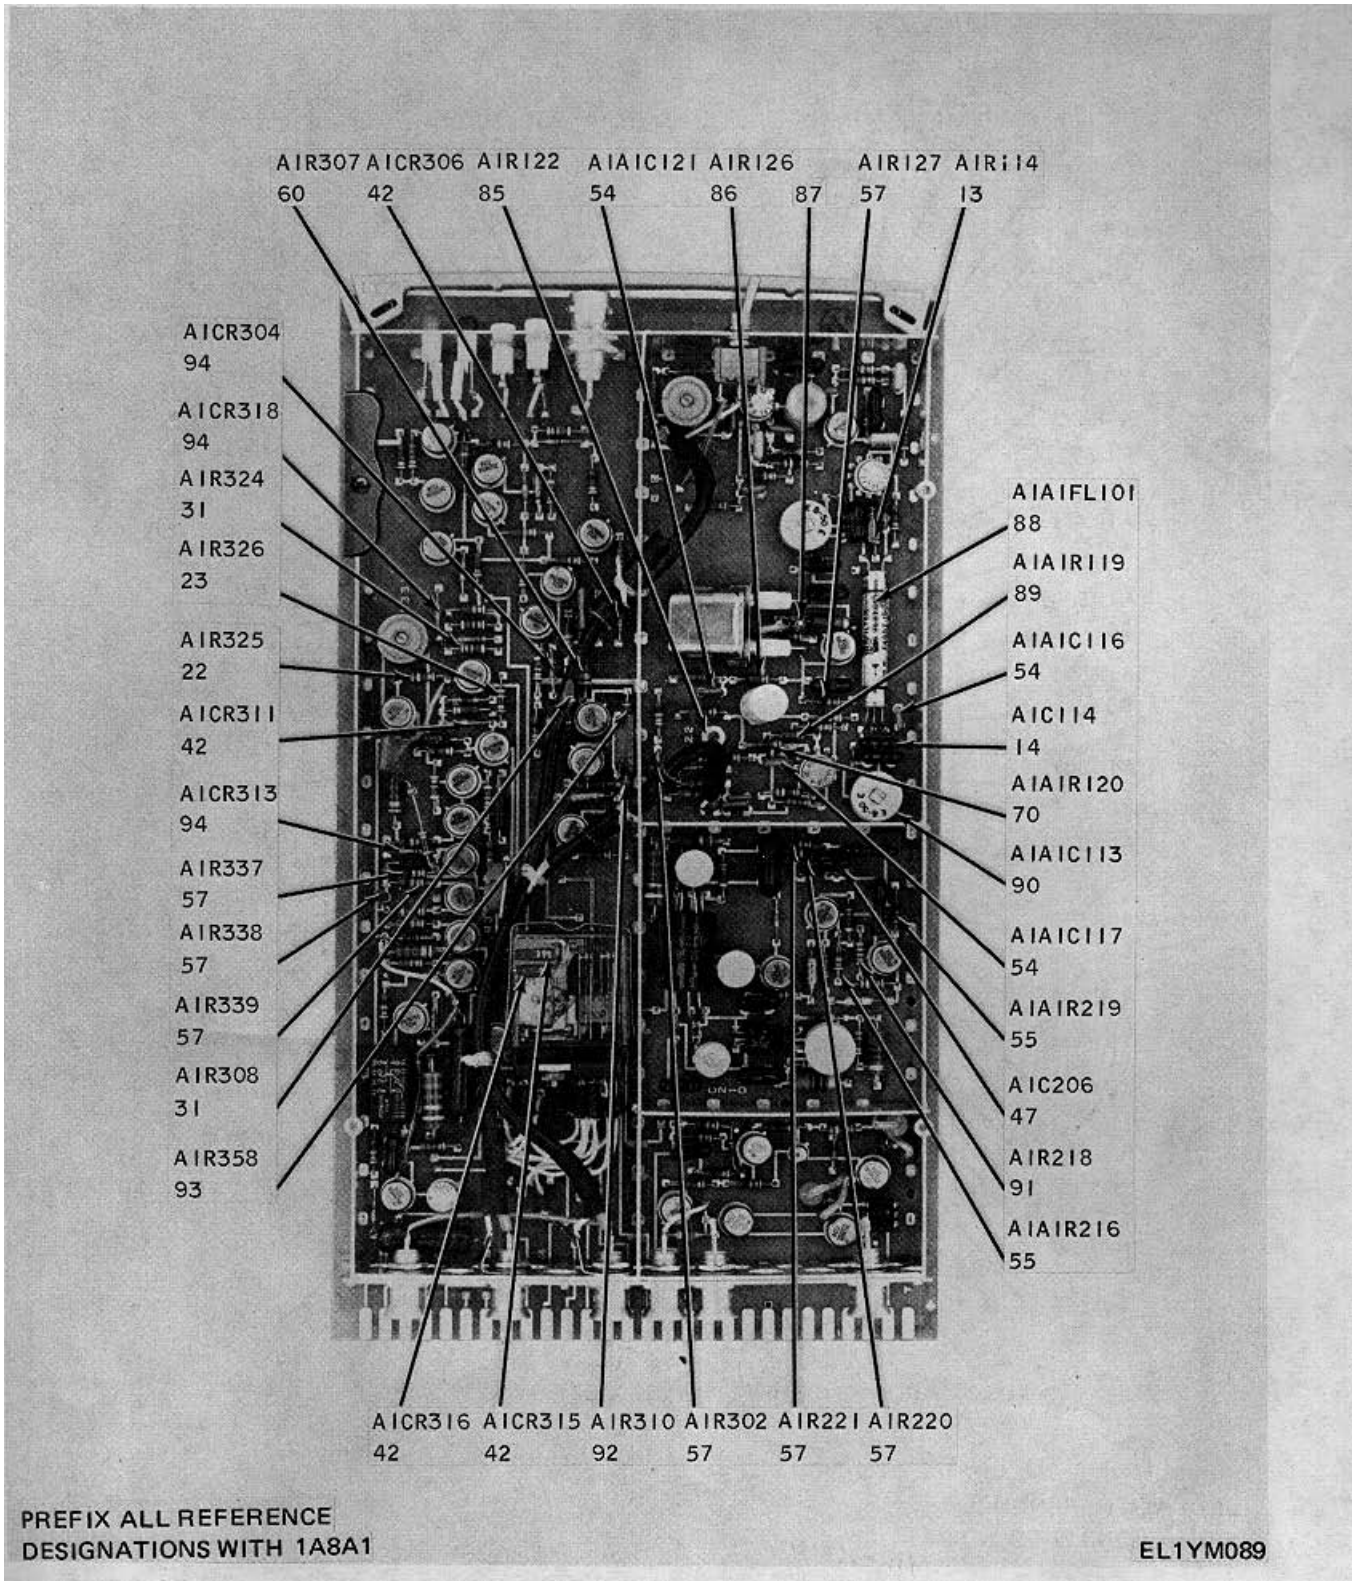 A1R307 A1CR306 A1R122 A1A1C121 A1R126 A1R127 A1R114
60 42 85 54 86 87 57 13
A1CR304
94
A1CR318
94
A1R324
31
A1R326
23
A1R325
22
A1CR311
42
A1CR313
94
A1R337
57
A1R338
57
A1R339
57
A1R308
31
A1R358
93
A1A1FL101
88
A1A1R119
89
A1A1C116
54
A1C114
14
A1A1R120
70
A1A1C113
90
A1A1C117
54
A1A1R219
55
A1C206
47
A1R218
91
A1A1R216
55
A1CR316 A1CR315 A1R310 A1R302 A1R221 A1R220
42 42 92 57 57 57
PREFIX ALL REFERENCE
DESIGNATIONS WITH 1A8A1
EL1YM089